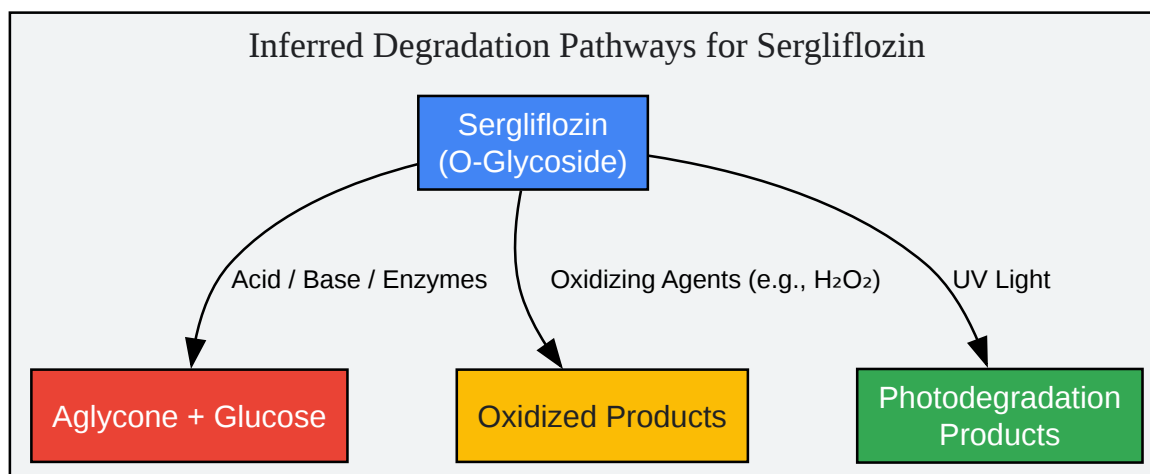 Inferred Degradation Pathways for Sergliflozin
Sergliflozin
(O-Glycoside)
Acid / Base / Enzymes
Oxidizing Agents (e.g., H₂O₂)
UV Light
Aglycone + Glucose
Oxidized Products
Photodegradation
Products